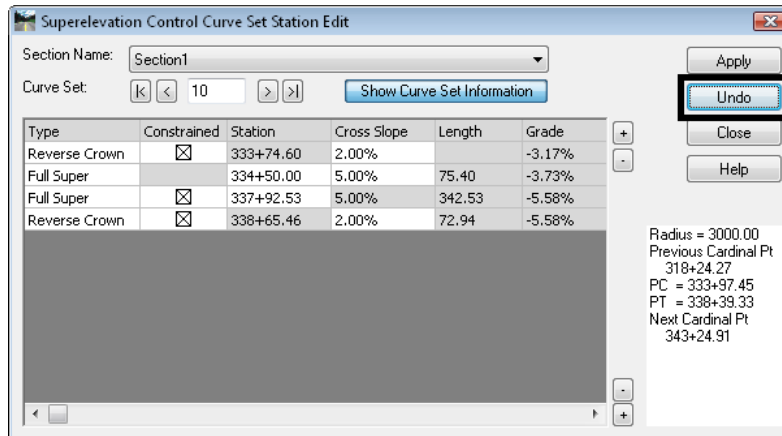 Superelevation Control Curve Set Station Edit
Section Name: Section1
Apply
Curve Set: 10 Show Curve Set Information
Undo
Type Constrained Station Cross Slope Length Grade
Close
Reverse Crown 333+74.60 2.00% -3.17%
Full Super 334+50.00 5.00% 75.40 -3.73%
Help
Full Super 337+92.53 5.00% 342.53 -5.58%
Reverse Crown 338+65.46 2.00% 72.94 -5.58%
+
-
Radius = 3000.00
Previous Cardinal Pt
318+24.27
PC = 333+97.45
PT = 338+39.33
Next Cardinal Pt
343+24.91
-
+